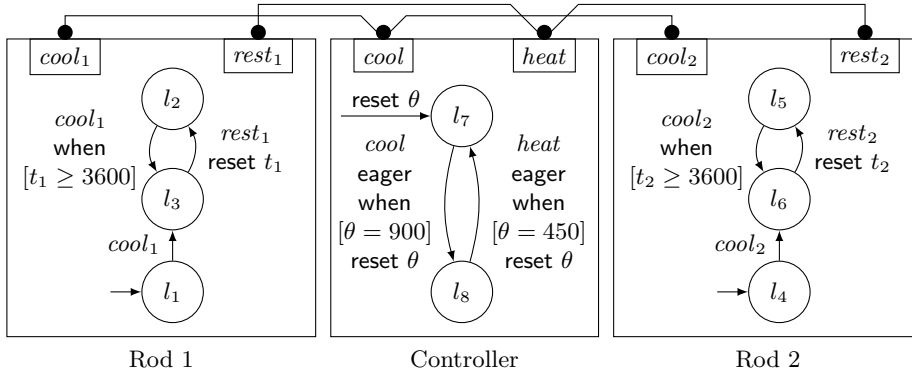 cool₁
rest₁
cool
heat
cool₂
rest₂
l₂
cool₁
when
[t₁ ≥ 3600]
rest₁
reset t₁
l₃
cool₁
l₁
reset θ
l₇
cool
eager
when
[θ = 900]
reset θ
heat
eager
when
[θ = 450]
reset θ
l₈
l₅
cool₂
when
[t₂ ≥ 3600]
rest₂
reset t₂
l₆
cool₂
l₄
Rod 1
Controller
Rod 2